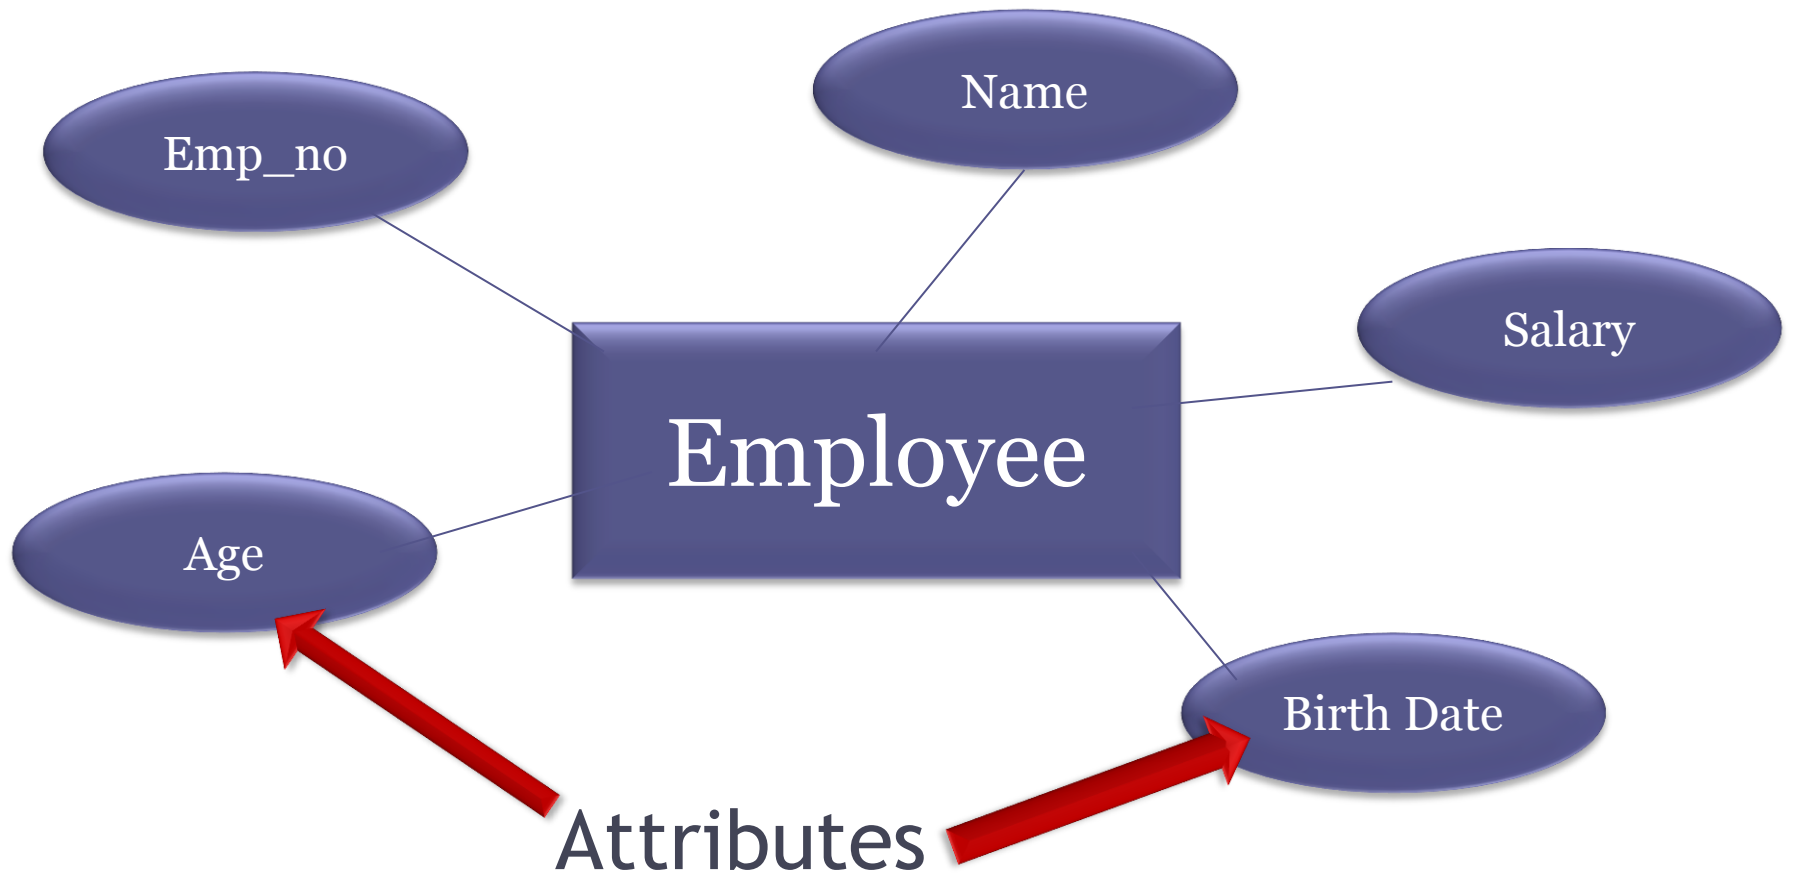 Name
Emp_no
Salary
Employee
Age
Birth Date
Attributes